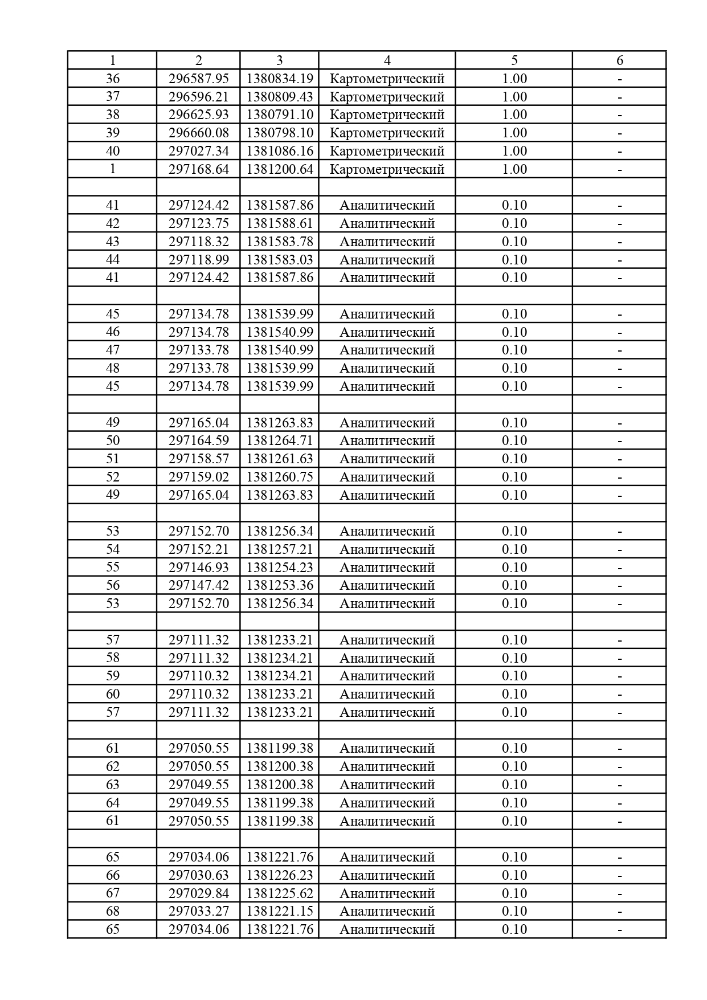 1 2 3 4 5 6
36 296587.95 1380834.19 Картометрический 1.00 -
37 296596.21 1380809.43 Картометрический 1.00 -
38 296625.93 1380791.10 Картометрический 1.00 -
39 296660.08 1380798.10 Картометрический 1.00 -
40 297027.34 1381086.16 Картометрический 1.00 -
1 297168.64 1381200.64 Картометрический 1.00 -
41 297124.42 1381587.86 Аналитический 0.10 -
42 297123.75 1381588.61 Аналитический 0.10 -
43 297118.32 1381583.78 Аналитический 0.10 -
44 297118.99 1381583.03 Аналитический 0.10 -
41 297124.42 1381587.86 Аналитический 0.10 -
45 297134.78 1381539.99 Аналитический 0.10 -
46 297134.78 1381540.99 Аналитический 0.10 -
47 297133.78 1381540.99 Аналитический 0.10 -
48 297133.78 1381539.99 Аналитический 0.10 -
45 297134.78 1381539.99 Аналитический 0.10 -
49 297165.04 1381263.83 Аналитический 0.10 -
50 297164.59 1381264.71 Аналитический 0.10 -
51 297158.57 1381261.63 Аналитический 0.10 -
52 297159.02 1381260.75 Аналитический 0.10 -
49 297165.04 1381263.83 Аналитический 0.10 -
53 297152.70 1381256.34 Аналитический 0.10 -
54 297152.21 1381257.21 Аналитический 0.10 -
55 297146.93 1381254.23 Аналитический 0.10 -
56 297147.42 1381253.36 Аналитический 0.10 -
53 297152.70 1381256.34 Аналитический 0.10 -
57 297111.32 1381233.21 Аналитический 0.10 -
58 297111.32 1381234.21 Аналитический 0.10 -
59 297110.32 1381234.21 Аналитический 0.10 -
60 297110.32 1381233.21 Аналитический 0.10 -
57 297111.32 1381233.21 Аналитический 0.10 -
61 297050.55 1381199.38 Аналитический 0.10 -
62 297050.55 1381200.38 Аналитический 0.10 -
63 297049.55 1381200.38 Аналитический 0.10 -
64 297049.55 1381199.38 Аналитический 0.10 -
61 297050.55 1381199.38 Аналитический 0.10 -
65 297034.06 1381221.76 Аналитический 0.10 -
66 297030.63 1381226.23 Аналитический 0.10 -
67 297029.84 1381225.62 Аналитический 0.10 -
68 297033.27 1381221.15 Аналитический 0.10 -
65 297034.06 1381221.76 Аналитический 0.10 -